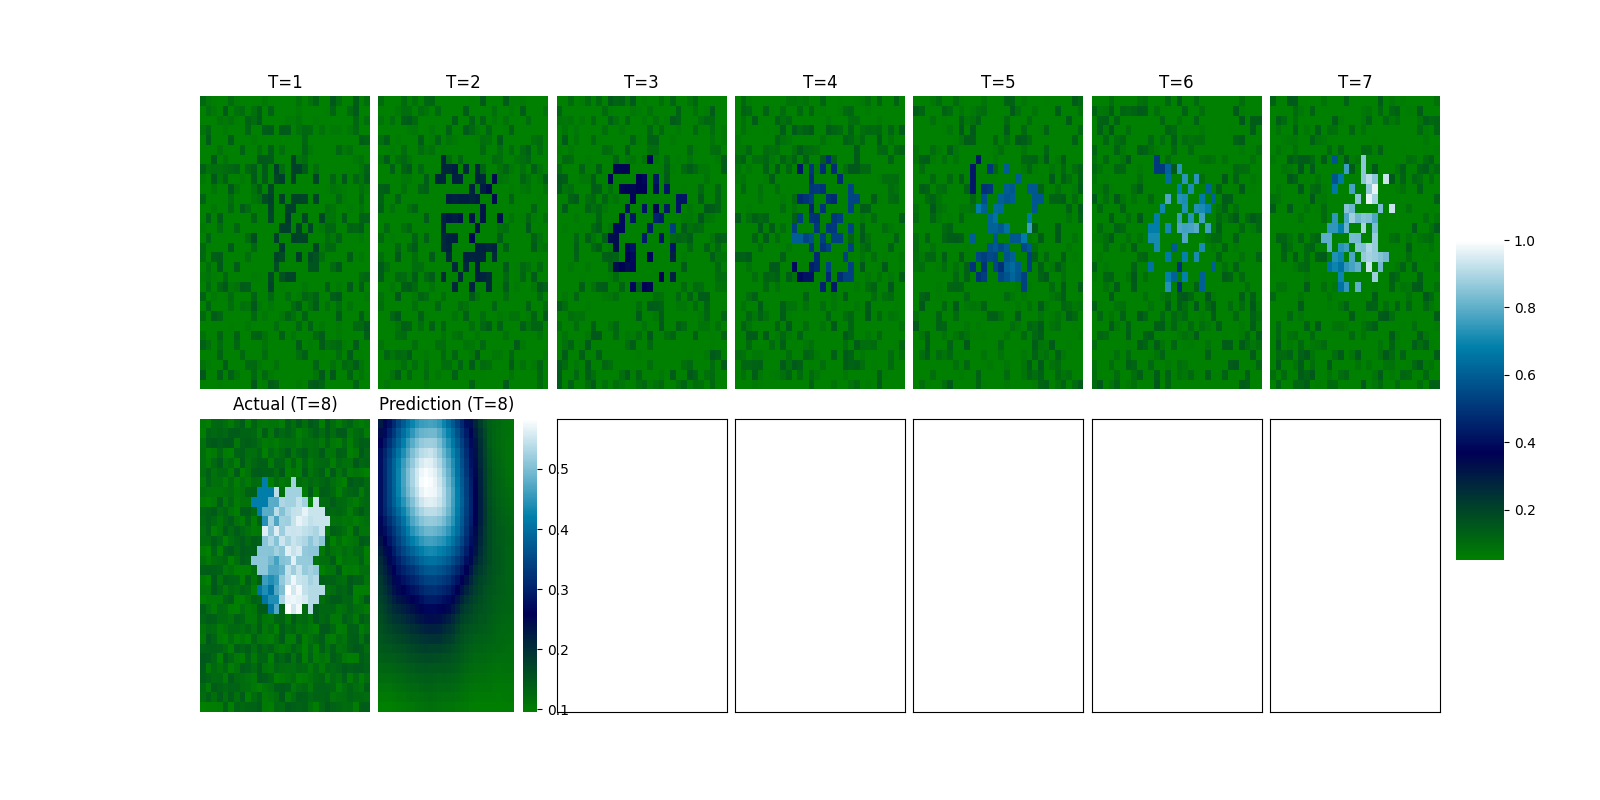 T=1
T=2
T=3
T=4
T=5
T=6
T=7
1.0
0.8
0.6
0.4
0.2
Actual (T=8)
Prediction (T=8)
0.5
0.4
0.3
0.2
0.1